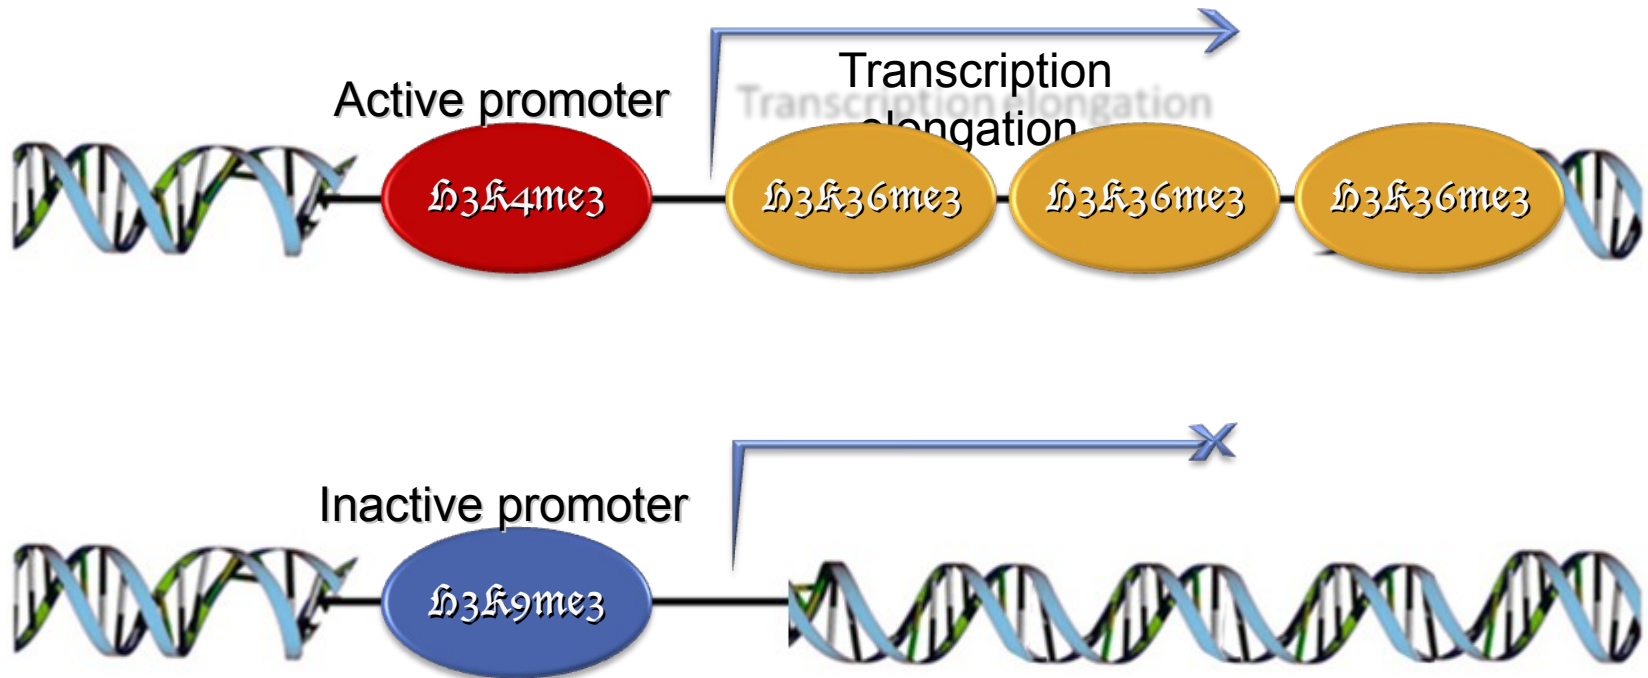 Transcription
Active promoter
Transcription elongation
elongation
H3K4me3
H3K36me3
H3K36me3
H3K36me3
Inactive promoter
H3K9me3